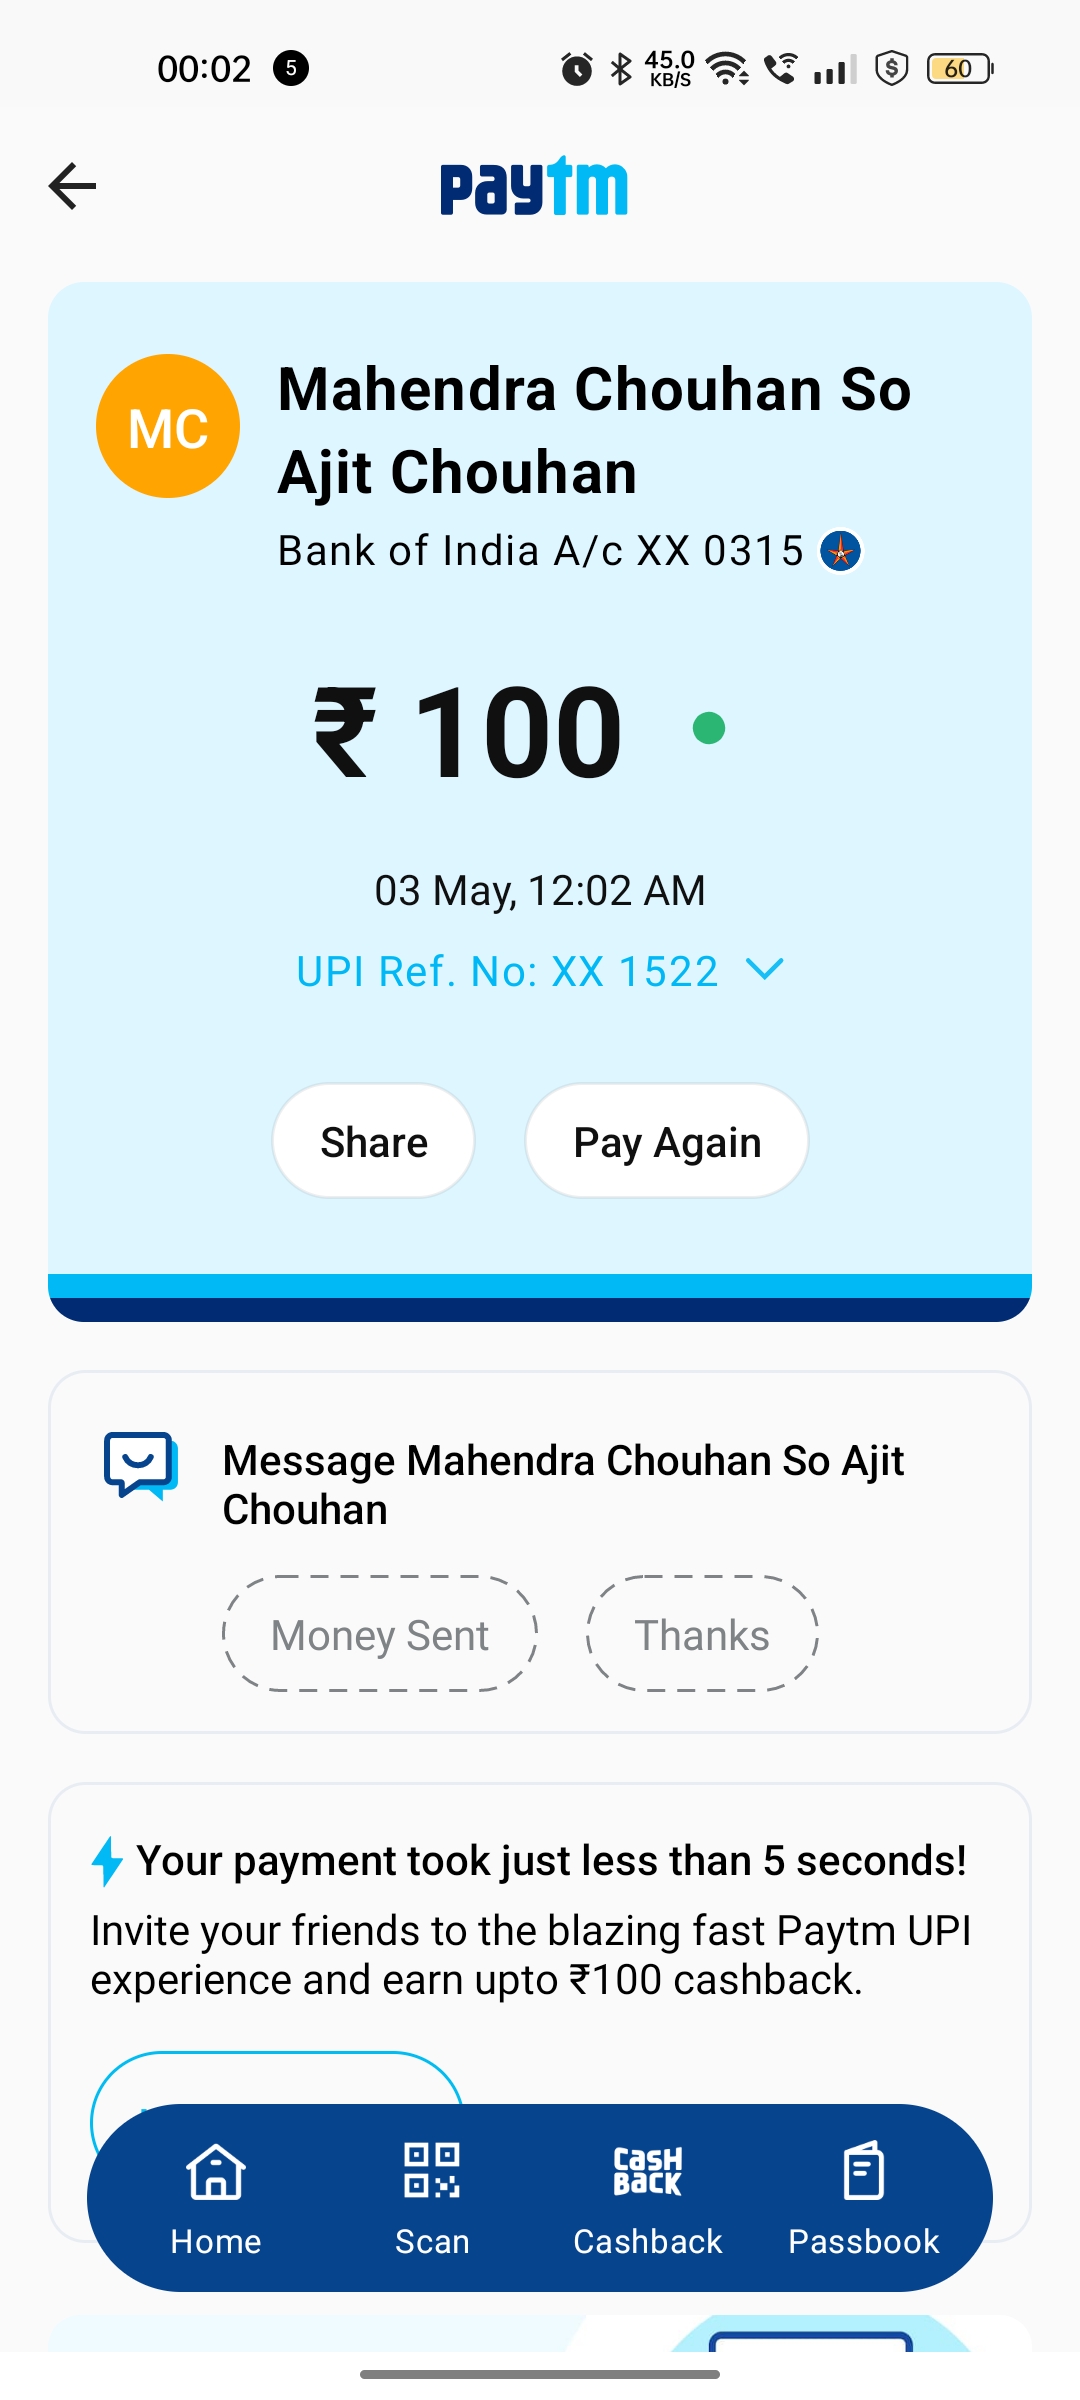 00:02 5 45.0 KB/S 60
paytm
MC
Mahendra Chouhan So
Ajit Chouhan
Bank of India A/c XX 0315
₹ 100
03 May, 12:02 AM
UPI Ref. No: XX 1522
Share Pay Again
Message Mahendra Chouhan So Ajit
Chouhan
Money Sent Thanks
Your payment took just less than 5 seconds!
Invite your friends to the blazing fast Paytm UPI
experience and earn upto ₹100 cashback.
CASH
BACK
Home Scan Cashback Passbook